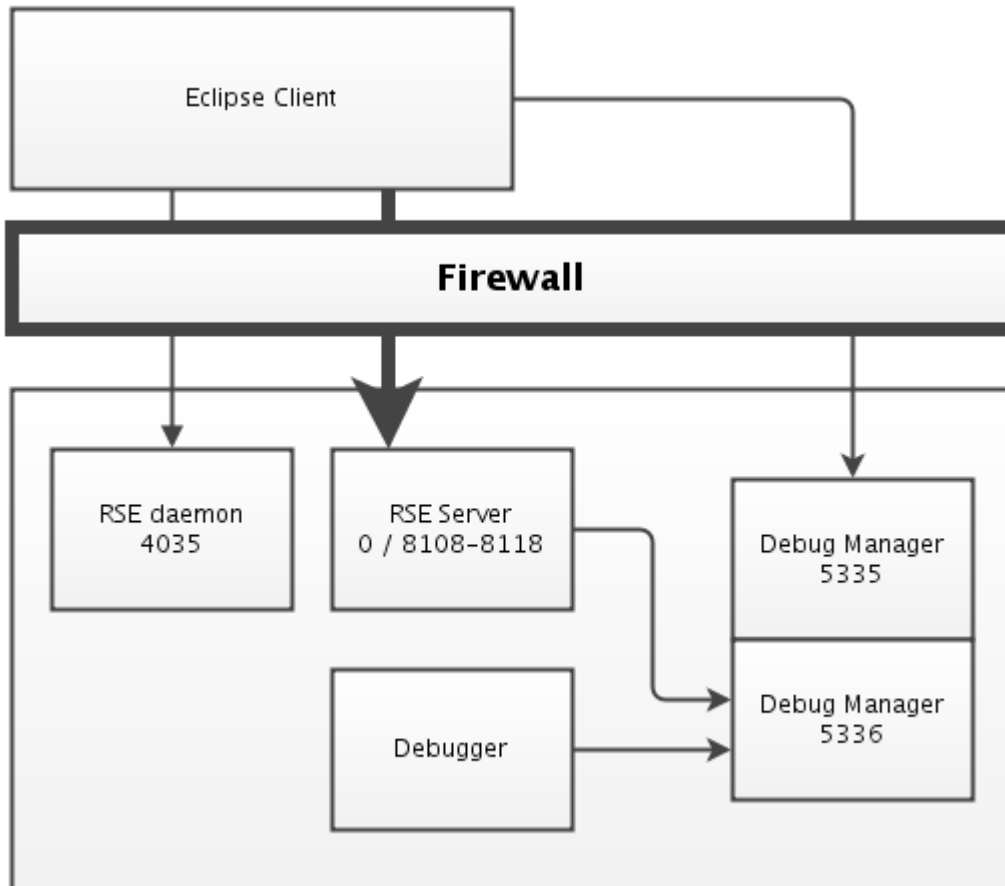 Eclipse Client
Firewall
RSE daemon
4035
RSE Server
0 / 8108-8118
Debug Manager
5335
Debugger
Debug Manager
5336